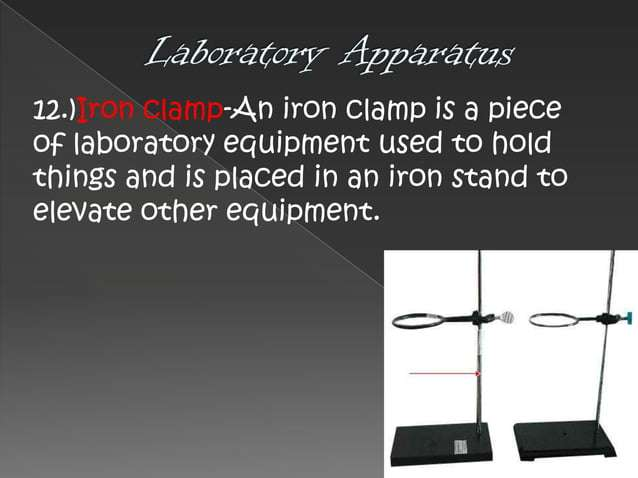 Laboratory Apparatus
12.)Iron clamp-An iron clamp is a piece
of laboratory equipment used to hold
things and is placed in an iron stand to
elevate other equipment.